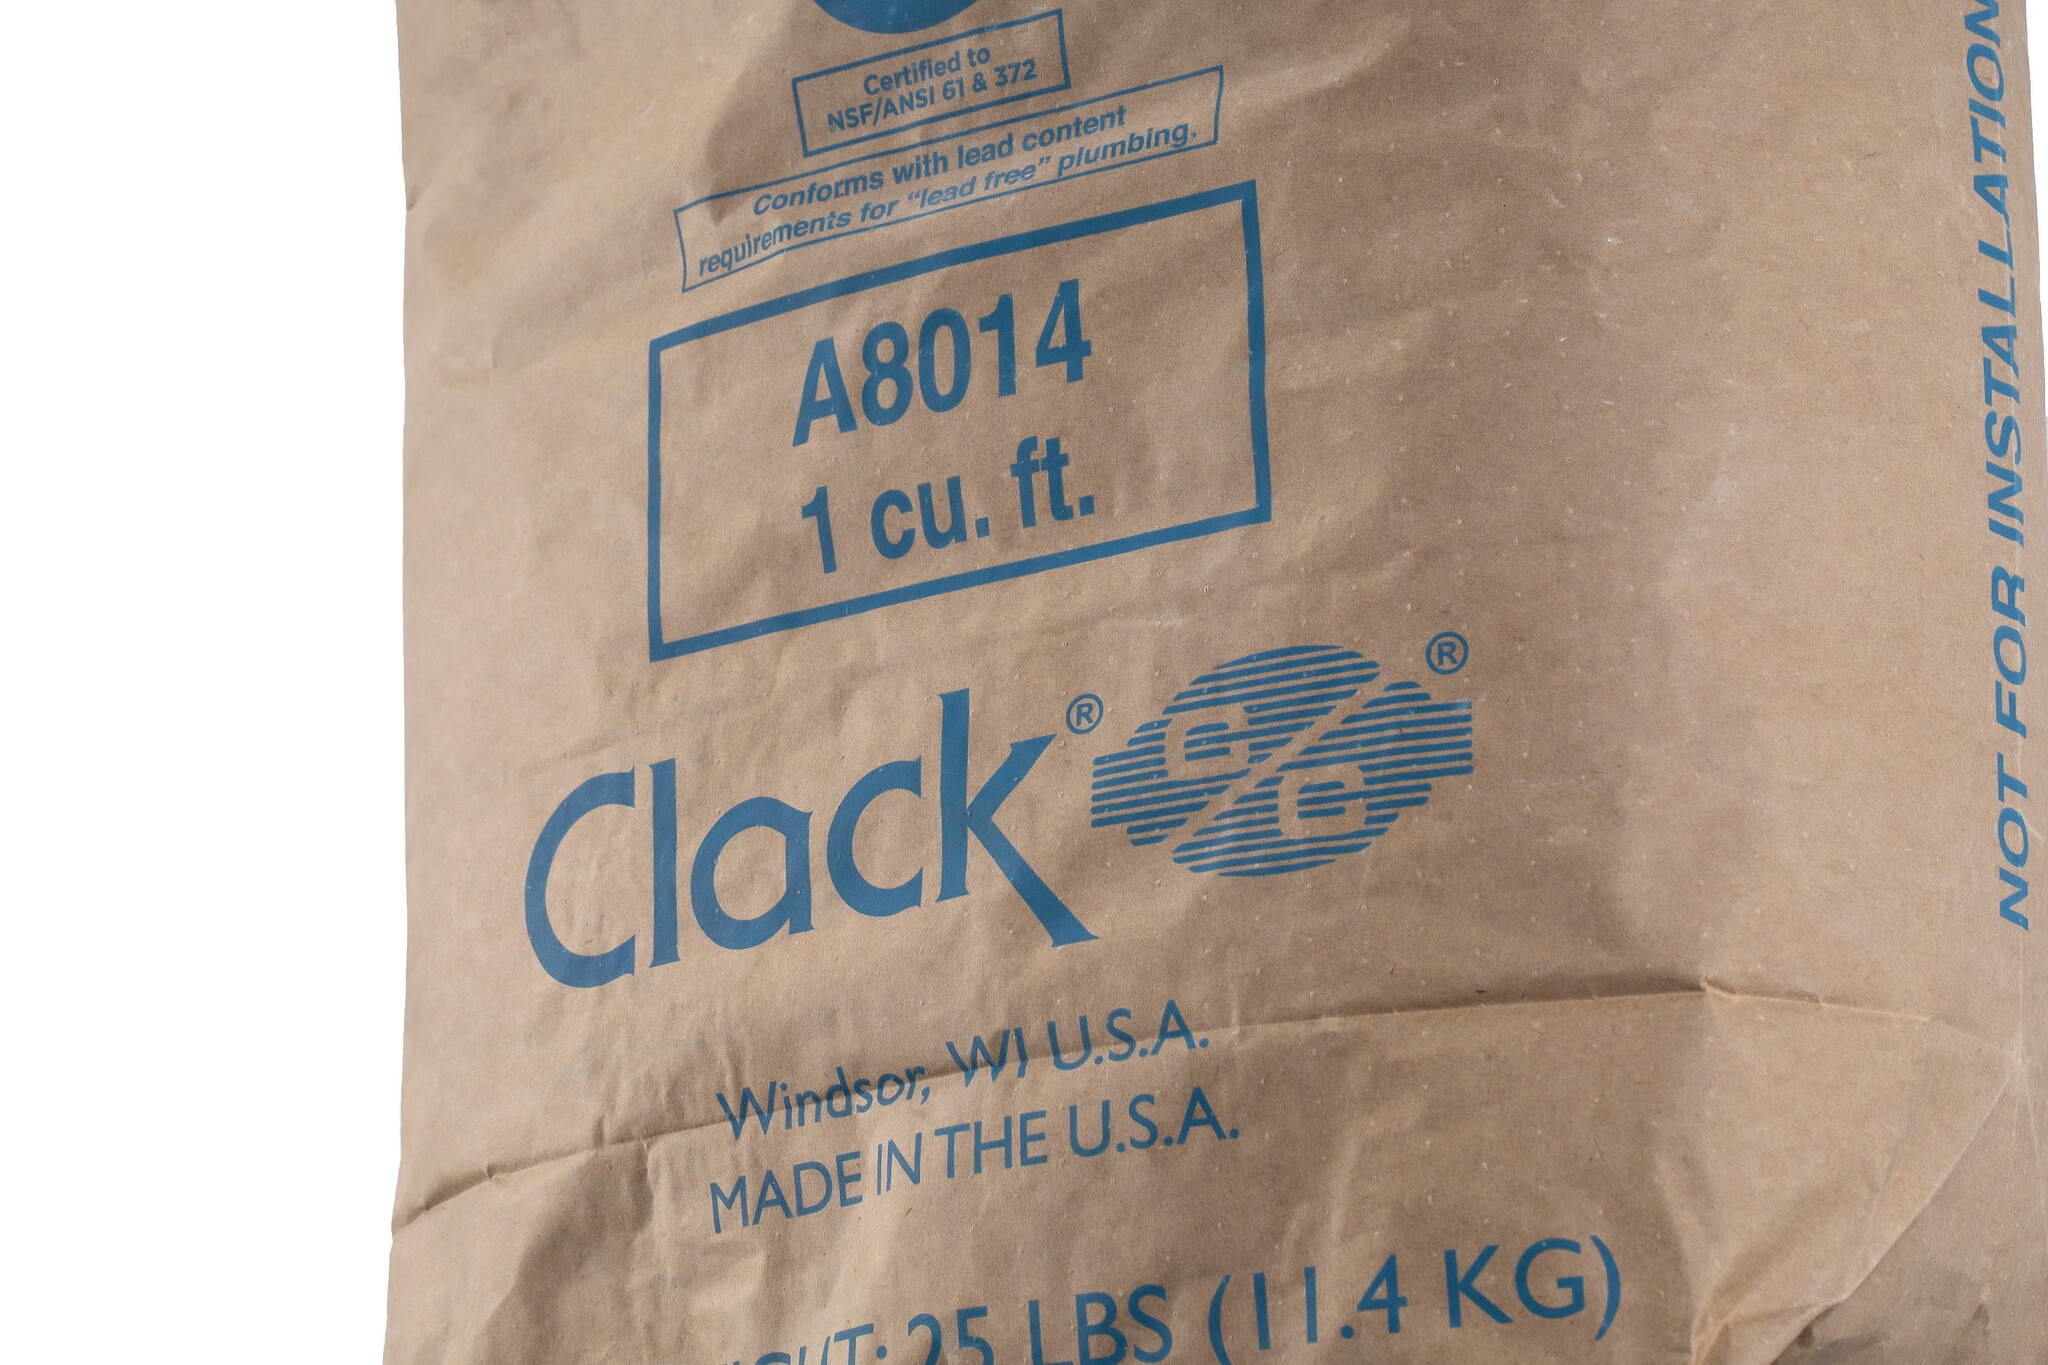 Certified to
NSF/ANSI 61 & 372
Conforms with lead content
requirements for “lead free” plumbing.
A8014
1 cu. ft.
Clack®
®
Windsor, WI U.S.A.
MADE IN THE U.S.A.
25 LBS (11.4 KG)
NOT FOR INSTALLATION